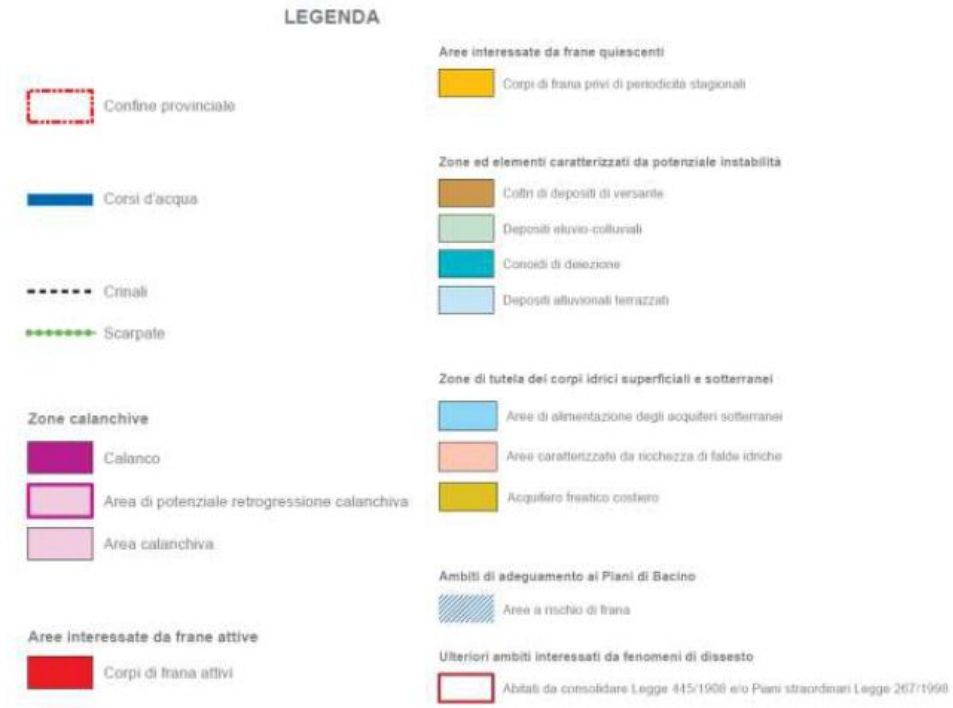 LEGENDA
Confine provinciale
Corsi d'acqua
Crinali
Scarpate
Zone calanchive
Calanco
Area di potenziale retrogressione calanchiva
Area calanchiva
Aree interessate da frane attive
Corpi di frana attivi
Aree interessate da frane quiescenti
Corpi di frana privi di periodicità stagionali
Zone ed elementi caratterizzati da potenziale instabilità
Coltri di depositi di versante
Depositi eluvio-colluviali
Conoidi di deiezione
Depositi alluvionali terrazzati
Zone di tutela dei corpi idrici superficiali e sotterranei
Aree di alimentazione degli acquiferi sotterranei
Aree caratterizzate da ricchezza di falde idriche
Acquifero freatico costiero
Ambiti di adeguamento ai Piani di Bacino
Aree a rischio di frana
Ulteriori ambiti interessati da fenomeni di dissesto
Abitati da consolidare Legge 445/1908 e/o Piani straordinari Legge 267/1998